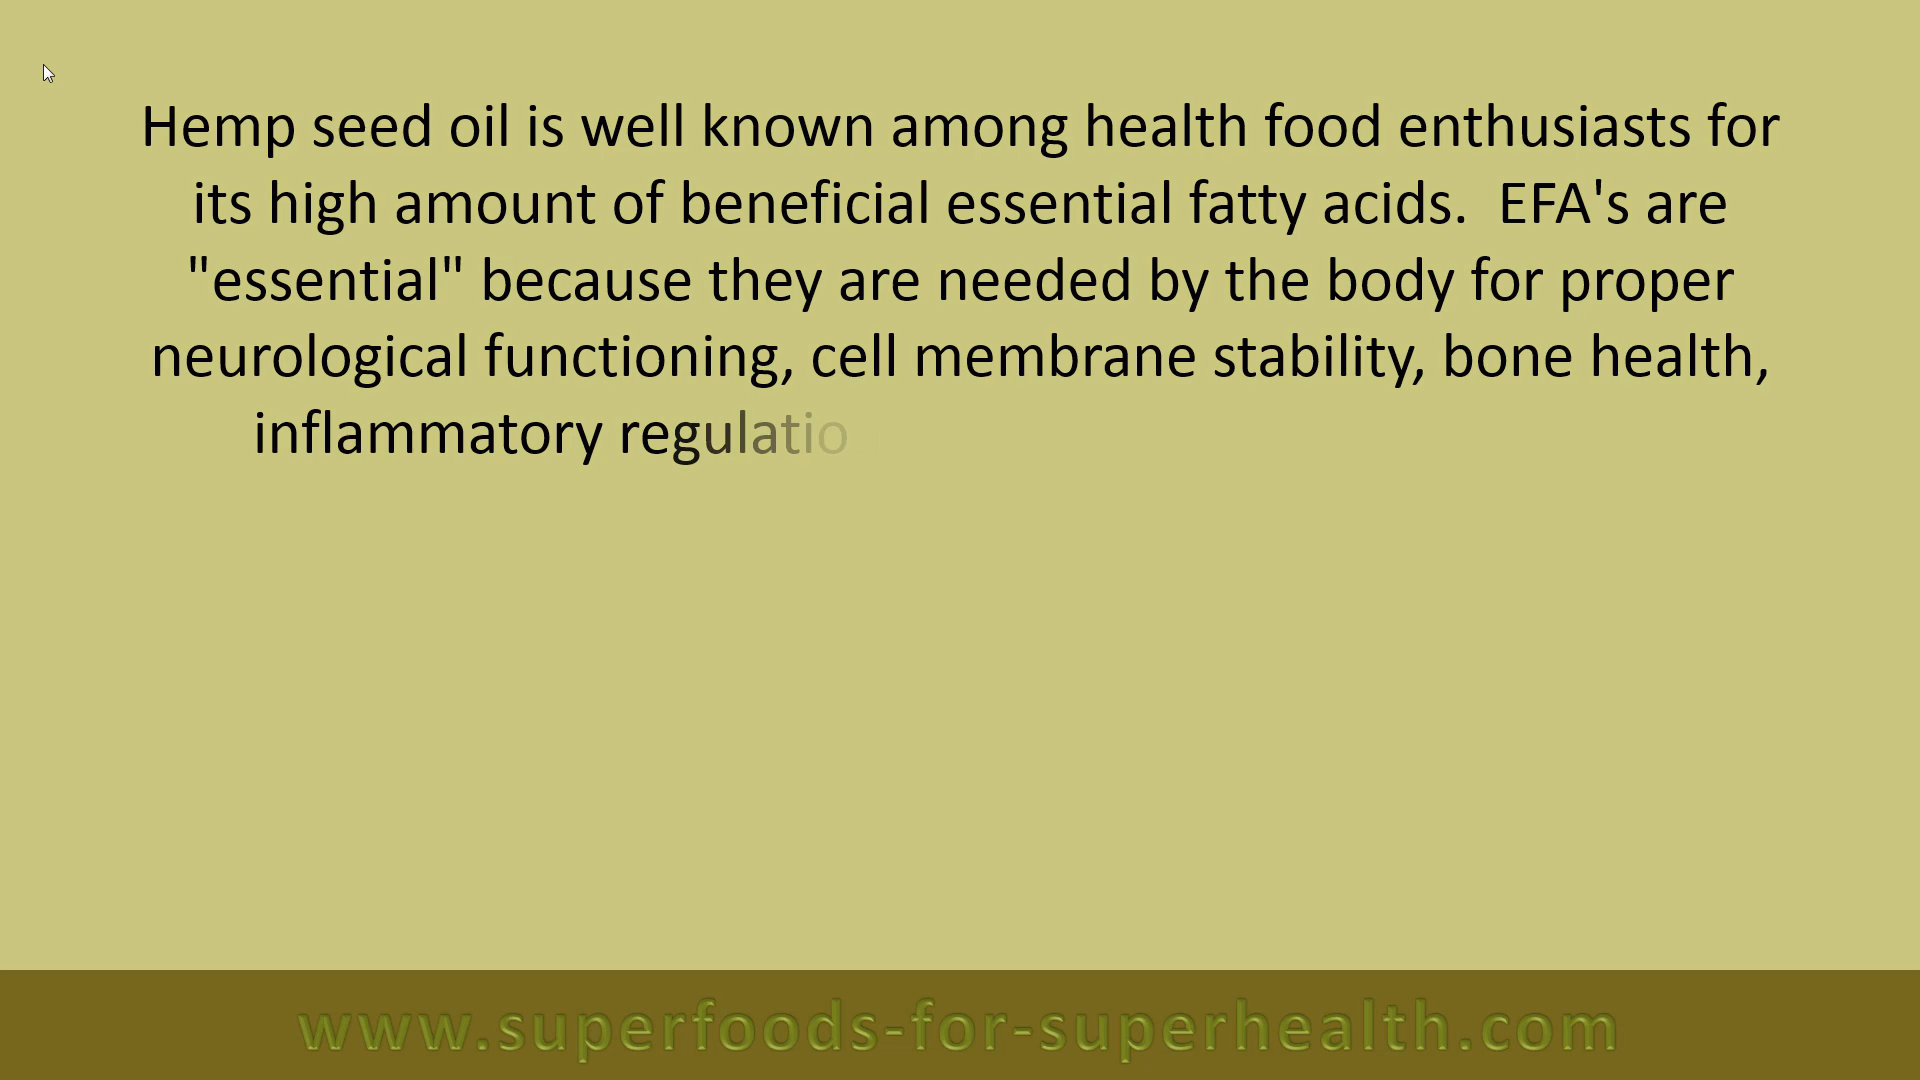 Hemp seed oil is well known among health food enthusiasts for
its high amount of beneficial essential fatty acids.  EFA's are
"essential" because they are needed by the body for proper
neurological functioning, cell membrane stability, bone health,
inflammatory regulatio
www.superfoods-for-superhealth.com